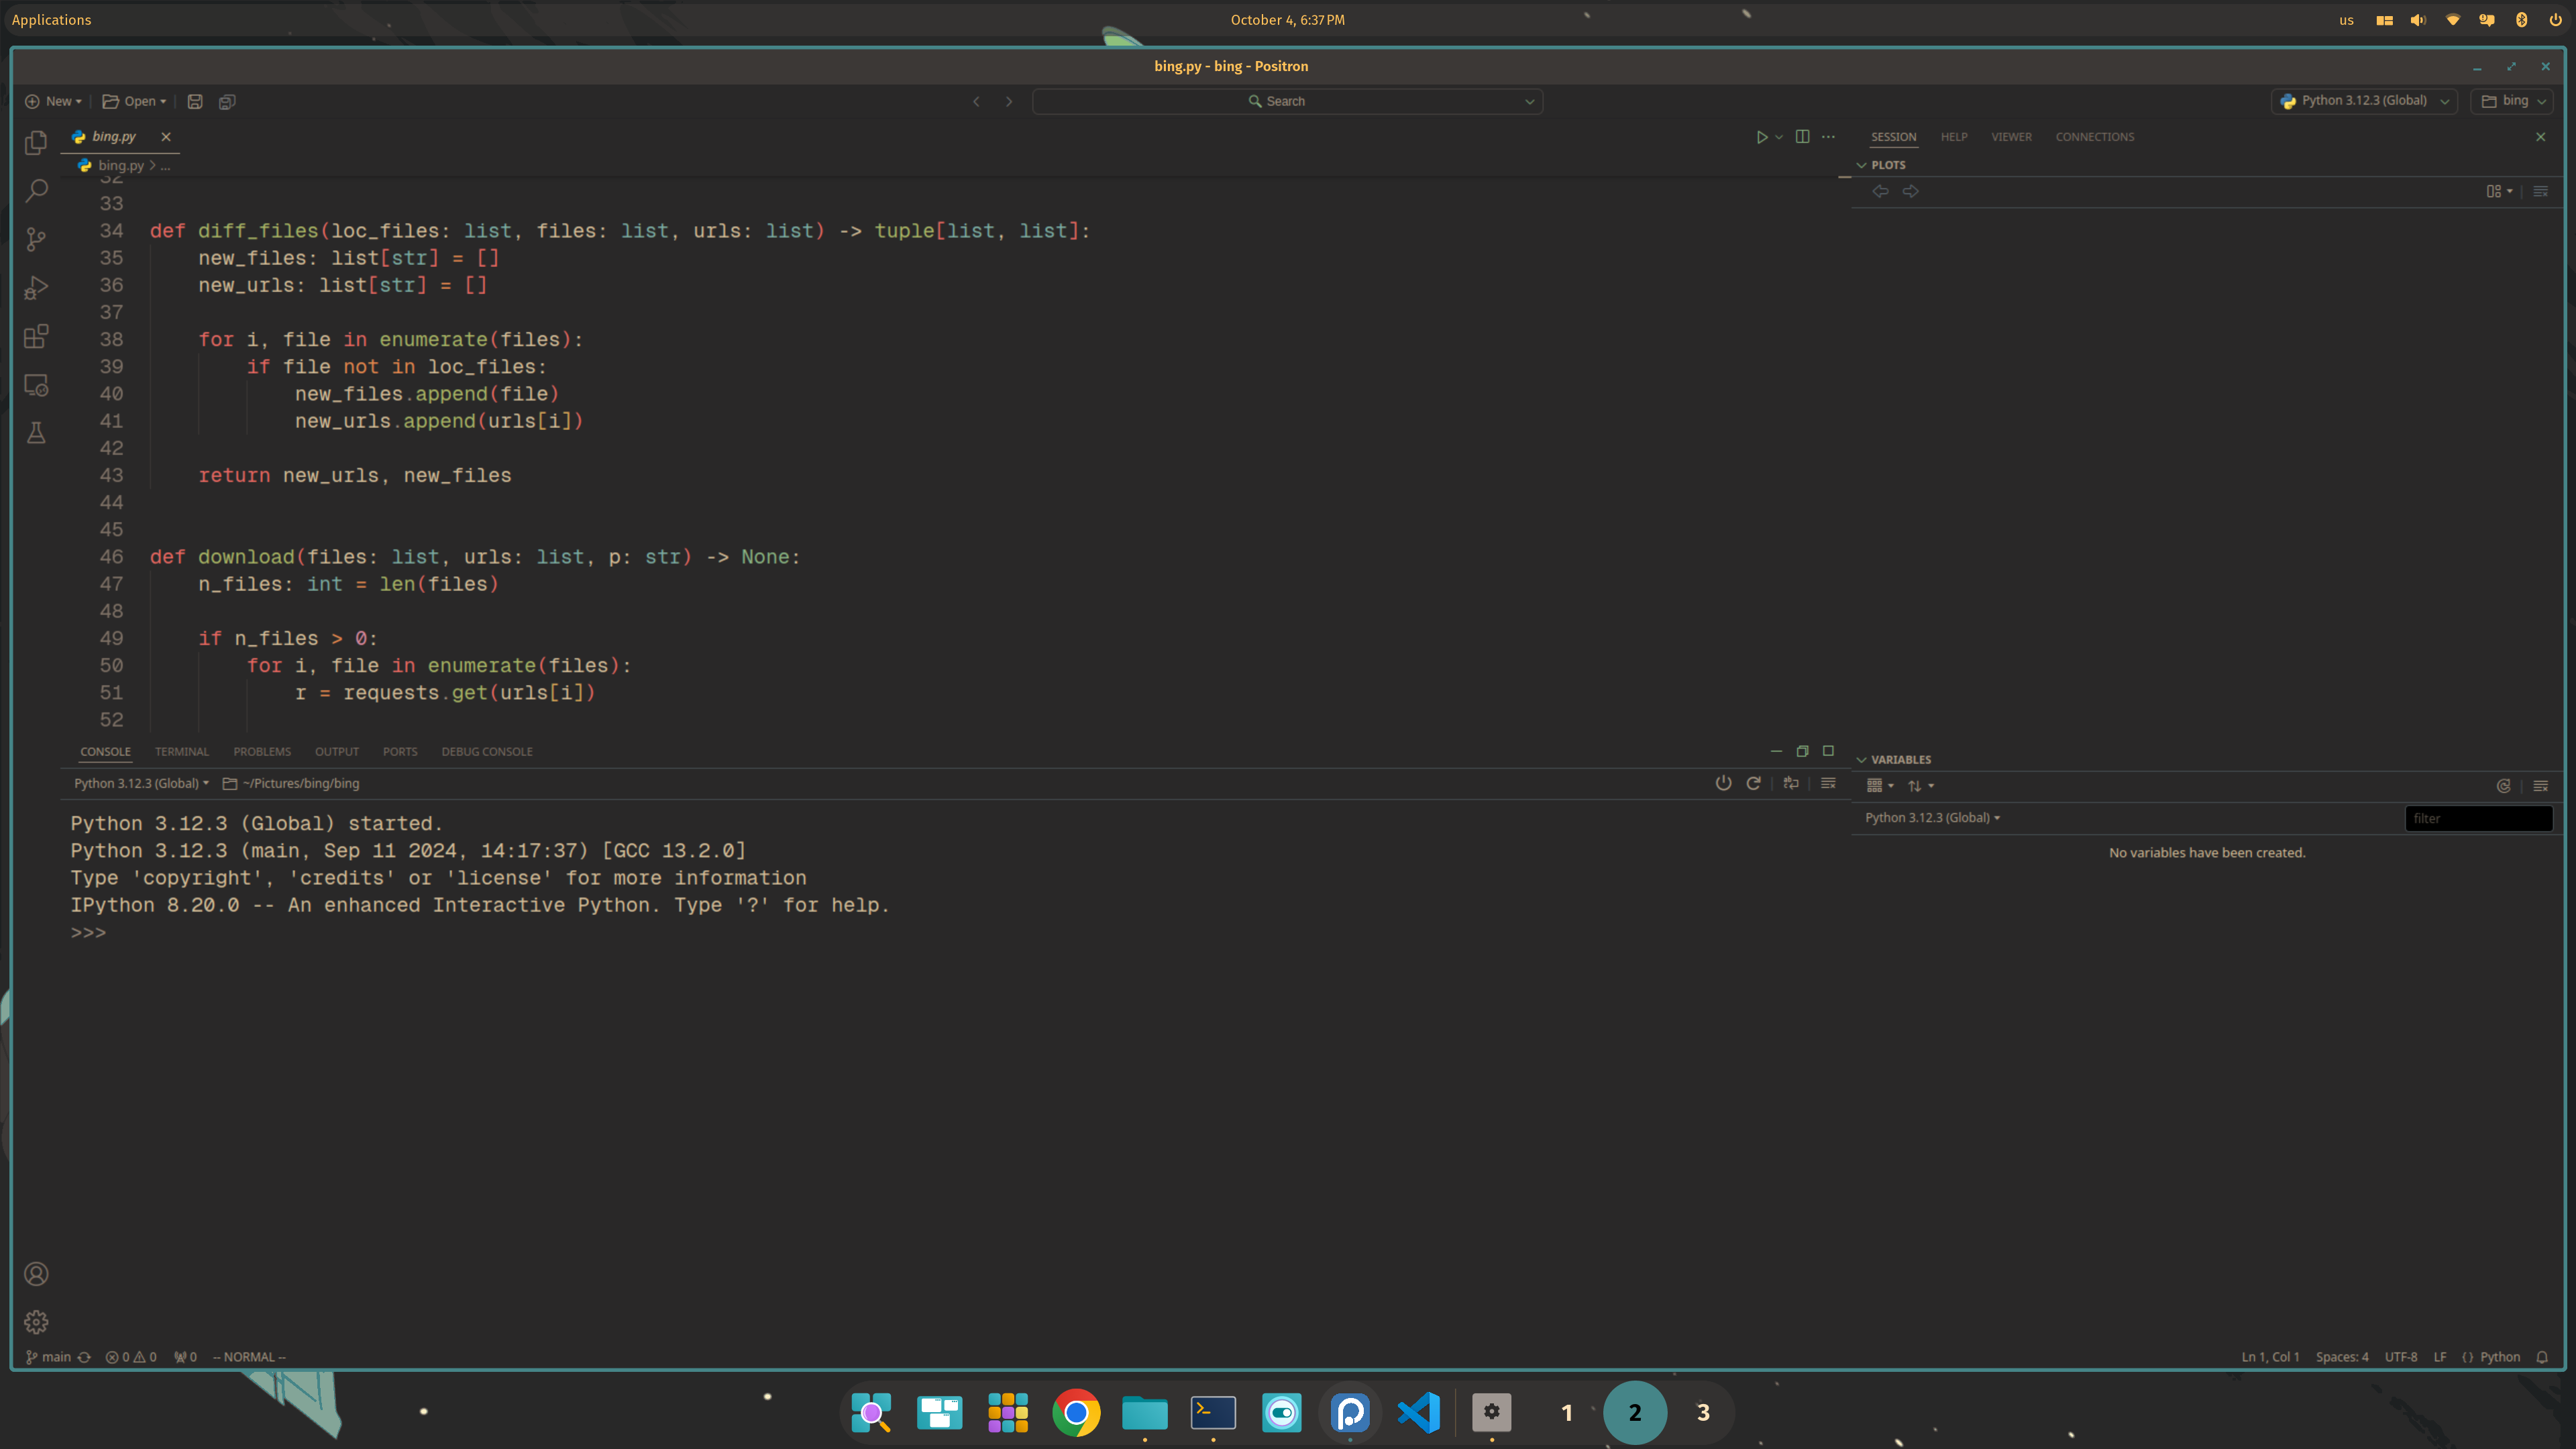 Applications
October 4, 6:37 PM
us
bing.py - bing - Positron
New
Open
Search
Python 3.12.3 (Global)
bing
bing.py
bing.py > ...
32
33
34 def diff_files(loc_files: list, files: list, urls: list) -> tuple[list, list]:
35     new_files: list[str] = []
36     new_urls: list[str] = []
37
38     for i, file in enumerate(files):
39         if file not in loc_files:
40             new_files.append(file)
41             new_urls.append(urls[i])
42
43     return new_urls, new_files
44
45
46 def download(files: list, urls: list, p: str) -> None:
47     n_files: int = len(files)
48
49     if n_files > 0:
50         for i, file in enumerate(files):
51             r = requests.get(urls[i])
52
SESSION HELP VIEWER CONNECTIONS
PLOTS
CONSOLE TERMINAL PROBLEMS OUTPUT PORTS DEBUG CONSOLE
Python 3.12.3 (Global) ~/Pictures/bing/bing
Python 3.12.3 (Global) started.
Python 3.12.3 (main, Sep 11 2024, 14:17:37) [GCC 13.2.0]
Type 'copyright', 'credits' or 'license' for more information
IPython 8.20.0 -- An enhanced Interactive Python. Type '?' for help.
>>>
VARIABLES
Python 3.12.3 (Global)
filter
No variables have been created.
main 0 0 0 -- NORMAL --
Ln 1, Col 1 Spaces: 4 UTF-8 LF {} Python
1 2 3